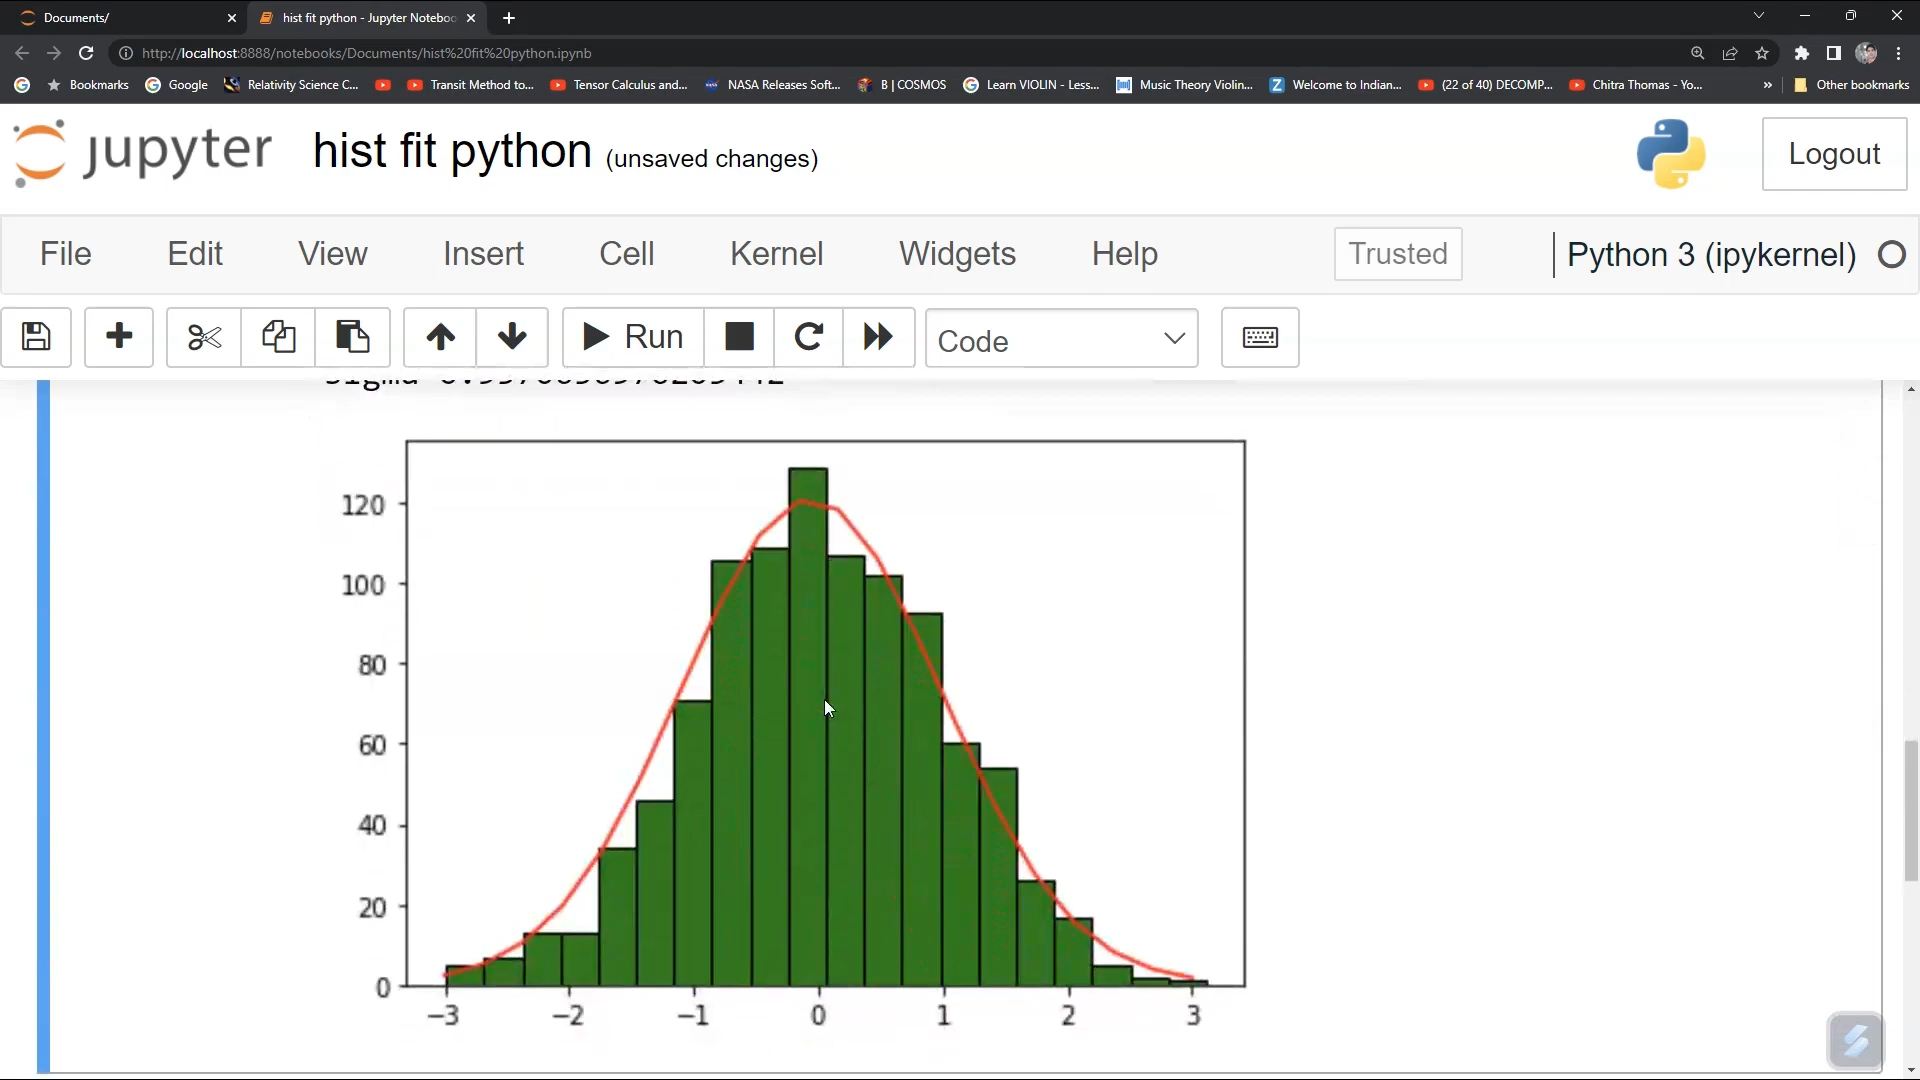 Documents/
hist fit python - Jupyter Noteboo
http://localhost:8888/notebooks/Documents/hist%20fit%20python.ipynb
Bookmarks Google Relativity Science C... Transit Method to... Tensor Calculus and... NASA Releases Soft... B | COSMOS Learn VIOLIN - Less... Music Theory Violin... Welcome to Indian... (22 of 40) DECOMP... Chitra Thomas - Yo... » Other bookmarks
jupyter hist fit python (unsaved changes) Logout
File Edit View Insert Cell Kernel Widgets Help Trusted Python 3 (ipykernel)
Run Code
120
100
80
60
40
20
0
−3 −2 −1 0 1 2 3